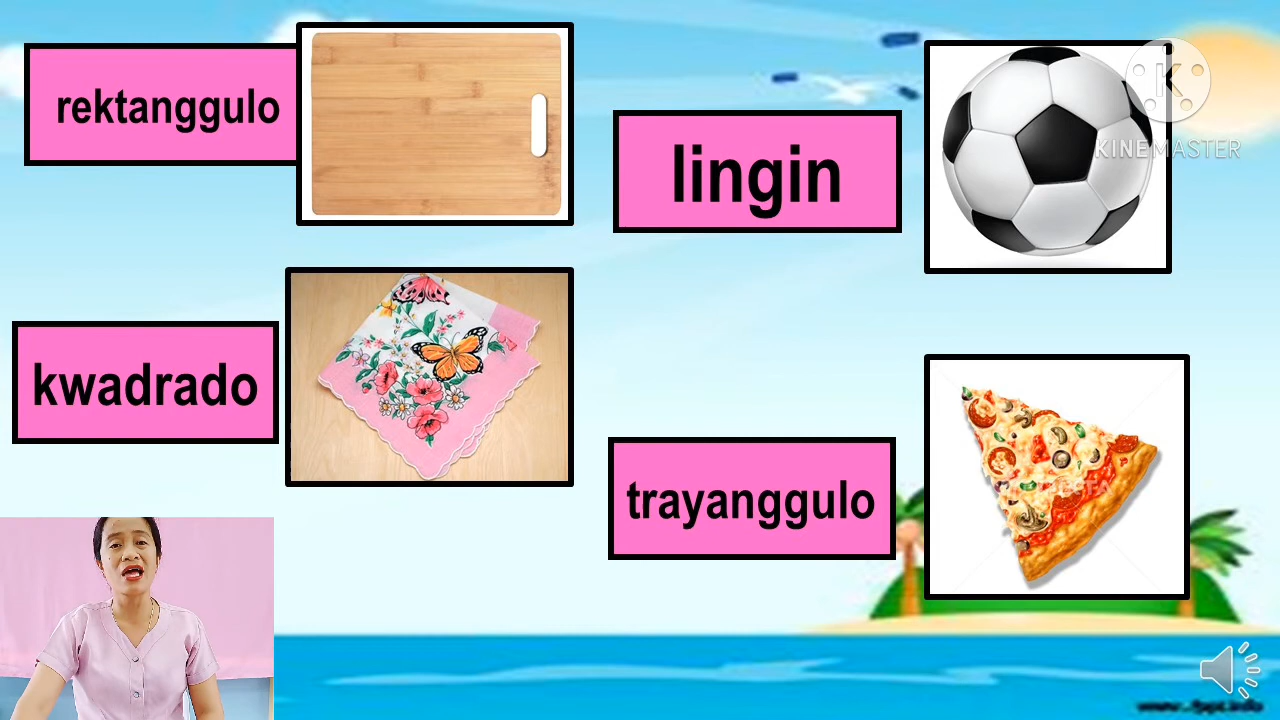 rektanggulo
lingin
K
KINEMASTER
kwadrado
trayanggulo